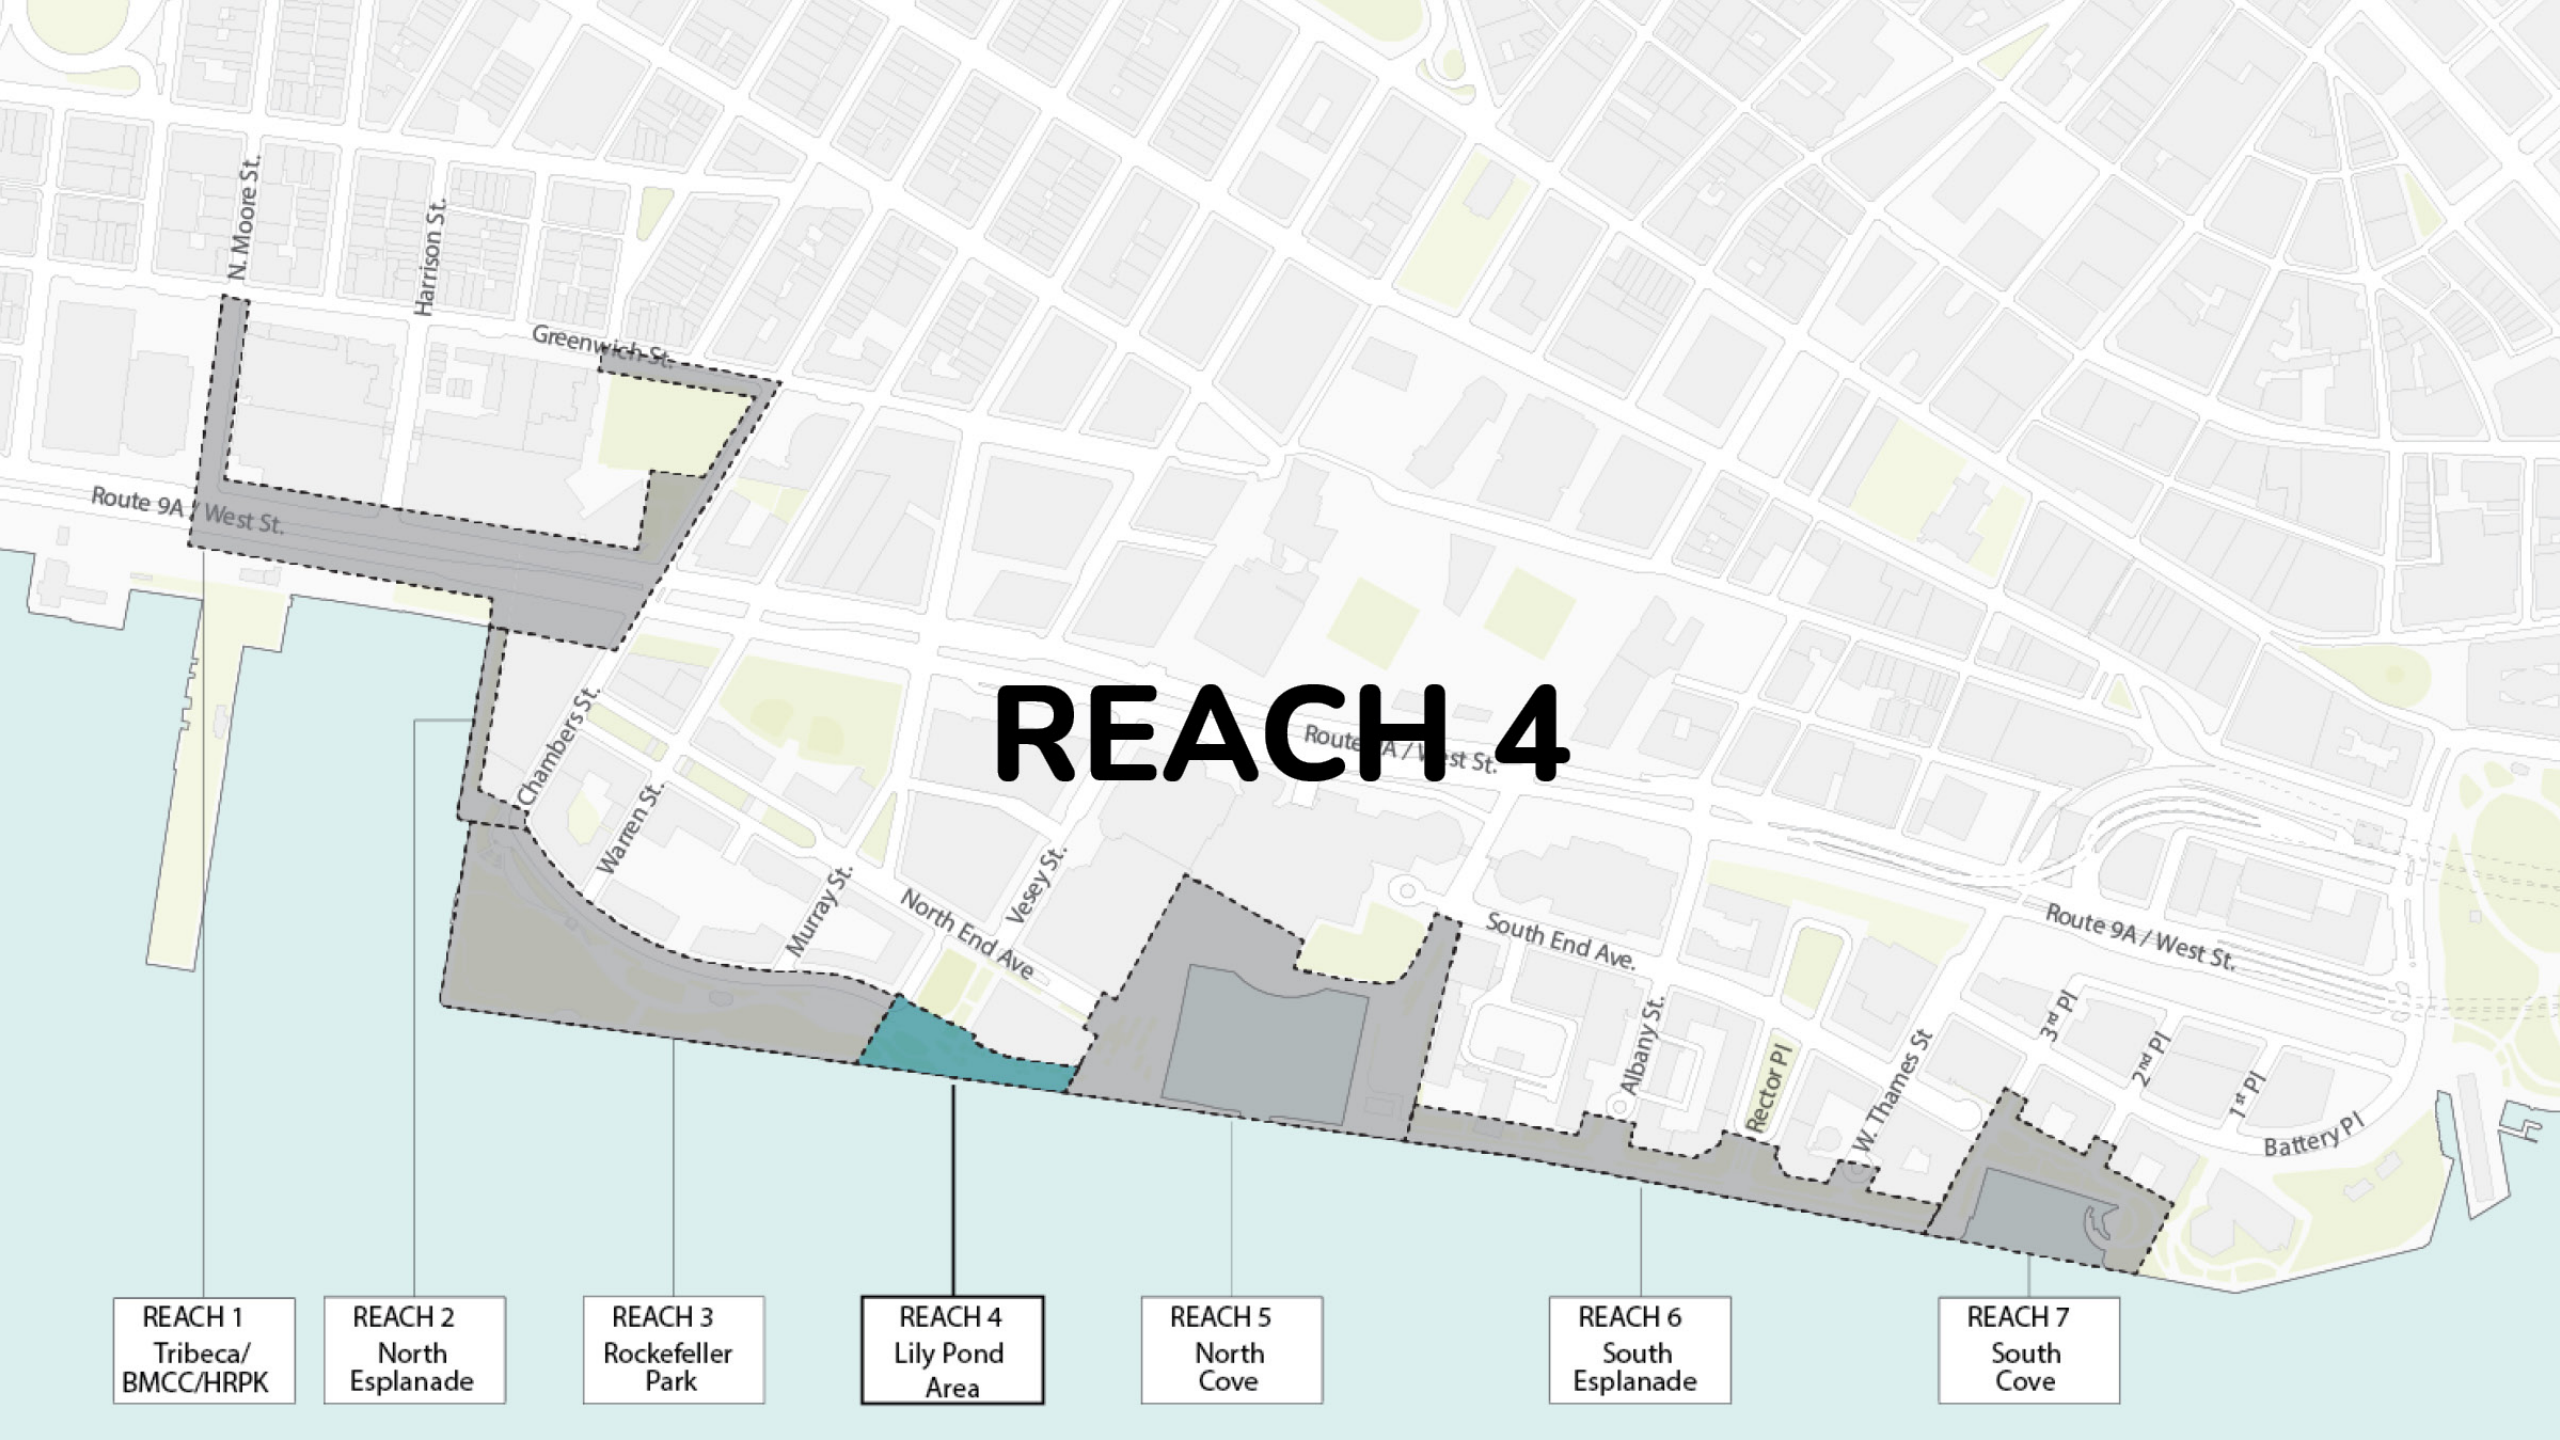 N. Moore St.
Harrison St.
Greenwich St.
Route 9A / West St.
REACH 4
Route 9A / West St.
Chambers St.
Warren St.
Murray St.
Vesey St.
North End Ave
South End Ave.
Route 9A / West St.
Albany St.
Rector Pl
W. Thames St
3rd Pl
2nd Pl
1st Pl
Battery Pl
REACH 1
Tribeca/
BMCC/HRPK
REACH 2
North
Esplanade
REACH 3
Rockefeller
Park
REACH 4
Lily Pond
Area
REACH 5
North
Cove
REACH 6
South
Esplanade
REACH 7
South
Cove